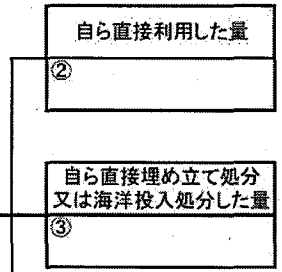 自ら直接利用した量
②
自ら直接埋め立て処分
又は海洋投入処分した量
③